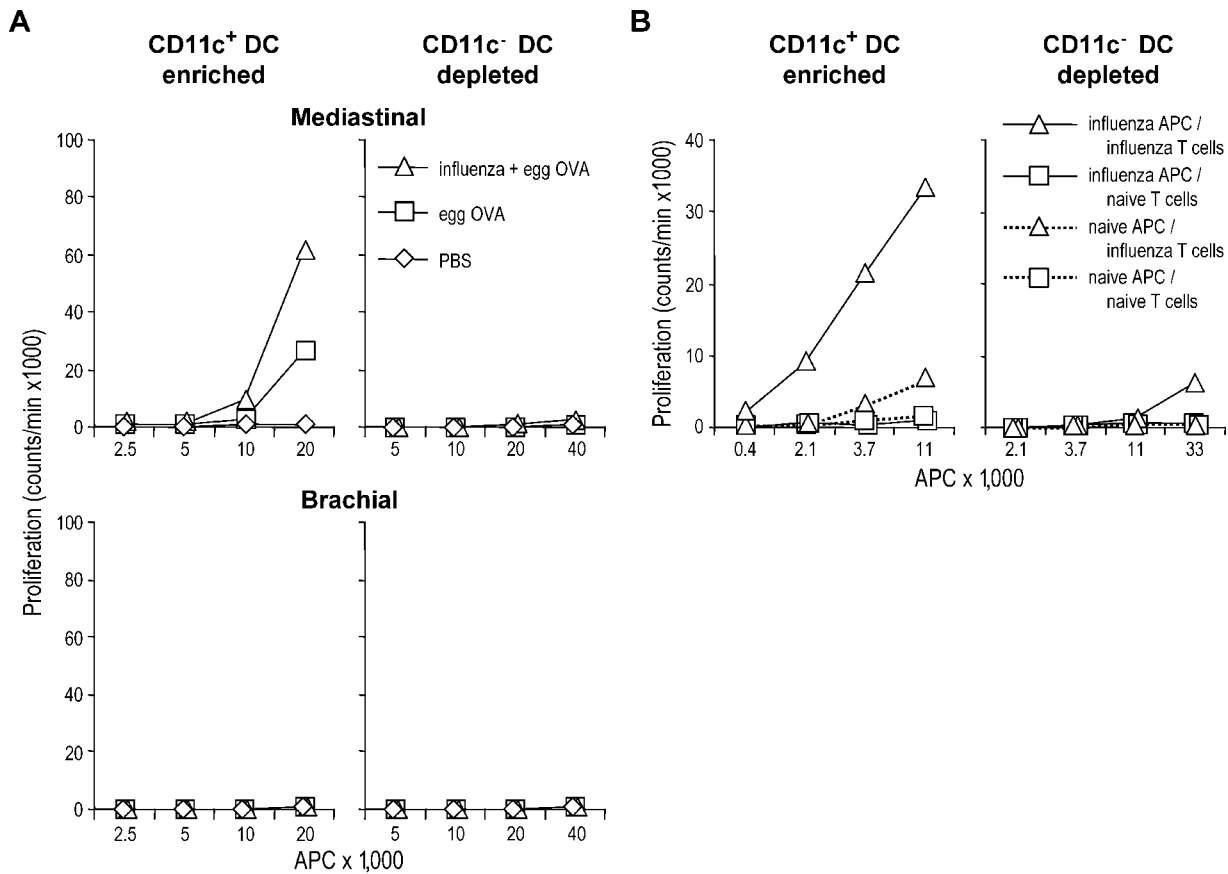 A
CD11c+ DC
enriched
CD11c- DC
depleted
Mediastinal
Proliferation (counts/min x1000)
100
80
60
40
20
0
2.5
5
10
20
influenza + egg OVA
egg OVA
PBS
5
10
20
40
Brachial
100
80
60
40
20
0
2.5
5
10
20
5
10
20
40
APC x 1,000
B
CD11c+ DC
enriched
CD11c- DC
depleted
Proliferation (counts/min x1000)
40
30
20
10
0
0.4
2.1
3.7
11
influenza APC /
influenza T cells
influenza APC /
naive T cells
naive APC /
influenza T cells
naive APC /
naive T cells
2.1
3.7
11
33
APC x 1,000